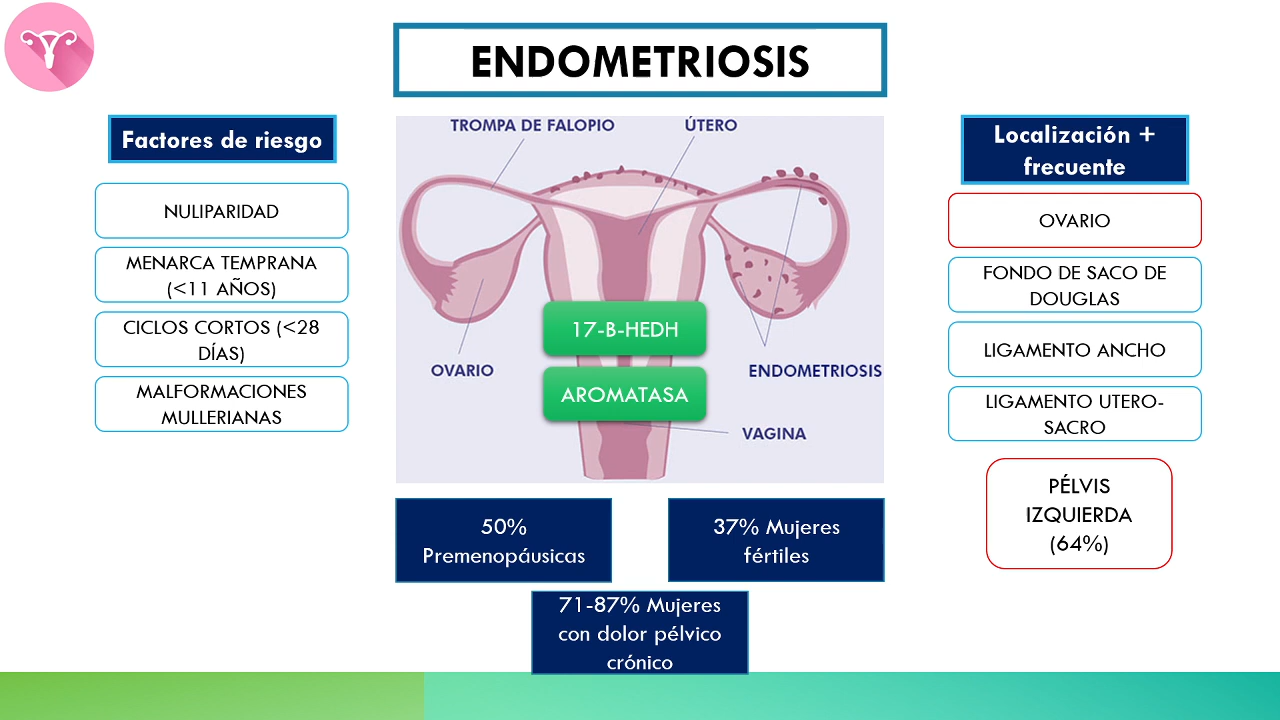 ENDOMETRIOSIS
Factores de riesgo
NULIPARIDAD
MENARCA TEMPRANA
(<11 AÑOS)
CICLOS CORTOS (<28
DÍAS)
MALFORMACIONES
MULLERIANAS
TROMPA DE FALOPIO
ÚTERO
OVARIO
ENDOMETRIOSIS
VAGINA
17-B-HEDH
AROMATASA
50%
Premenopáusicas
37% Mujeres
fértiles
71-87% Mujeres
con dolor pélvico
crónico
Localización +
frecuente
OVARIO
FONDO DE SACO DE
DOUGLAS
LIGAMENTO ANCHO
LIGAMENTO UTERO-
SACRO
PÉLVIS
IZQUIERDA
(64%)